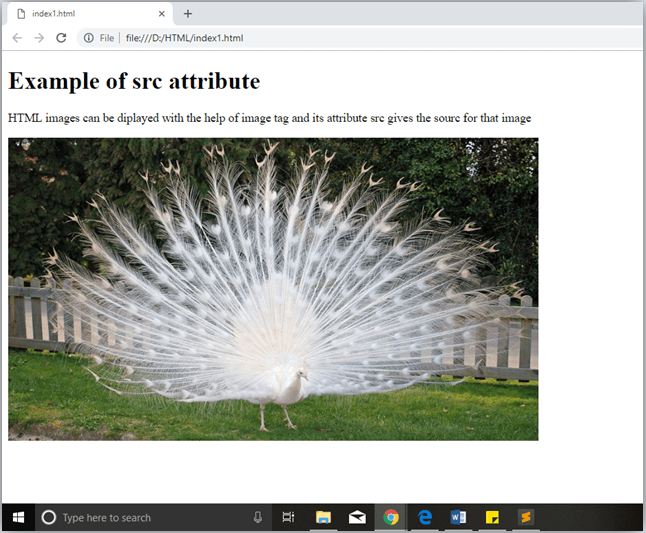 index1.html
File
file:///D:/HTML/index1.html
Example of src attribute
HTML images can be diplayed with the help of image tag and its attribute src gives the sourc for that image
Type here to search